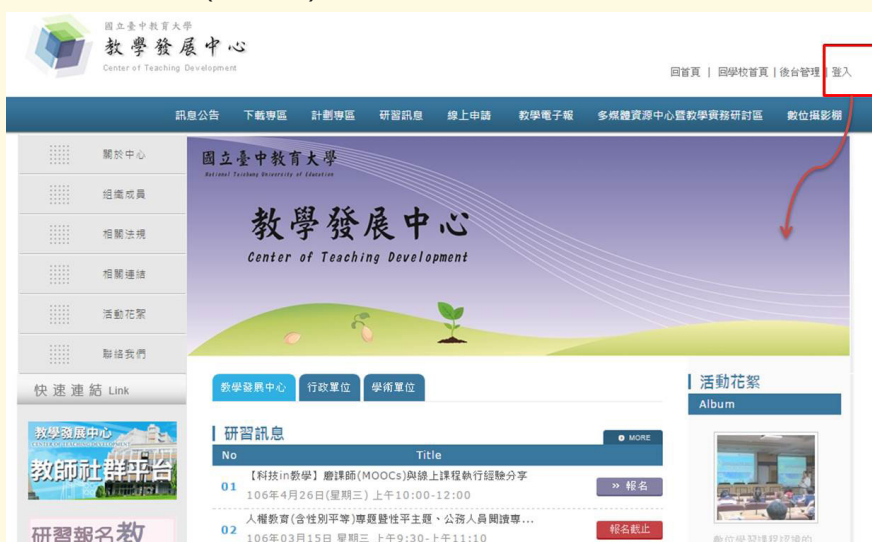 國立臺中教育大學
教學發展中心
Center of Teaching Development
回首頁 | 回學校首頁 | 後台管理 | 登入
訊息公告 下載專區 計劃專區 研習訊息 線上申請 教學電子報 多媒體資源中心暨教學實務研討區 數位攝影棚
關於中心
組織成員
相關法規
相關連結
活動花絮
聯絡我們
快速連結 Link
教學發展中心
教師社群平台
研習報名教
國立臺中教育大學
National Taichung University of Education
教學發展中心
Center of Teaching Development
教學發展中心 行政單位 學術單位
研習訊息
MORE
No Title
01 【科技in教學】磨課師(MOOCs)與線上課程執行經驗分享
106年4月26日(星期三) 上午10:00-12:00
» 報名
02 人權教育(含性別平等)專題暨性平主題、公務人員閱讀專...
106年03月15日 星期三 上午9:30-上午11:10
報名截止
活動花絮
Album